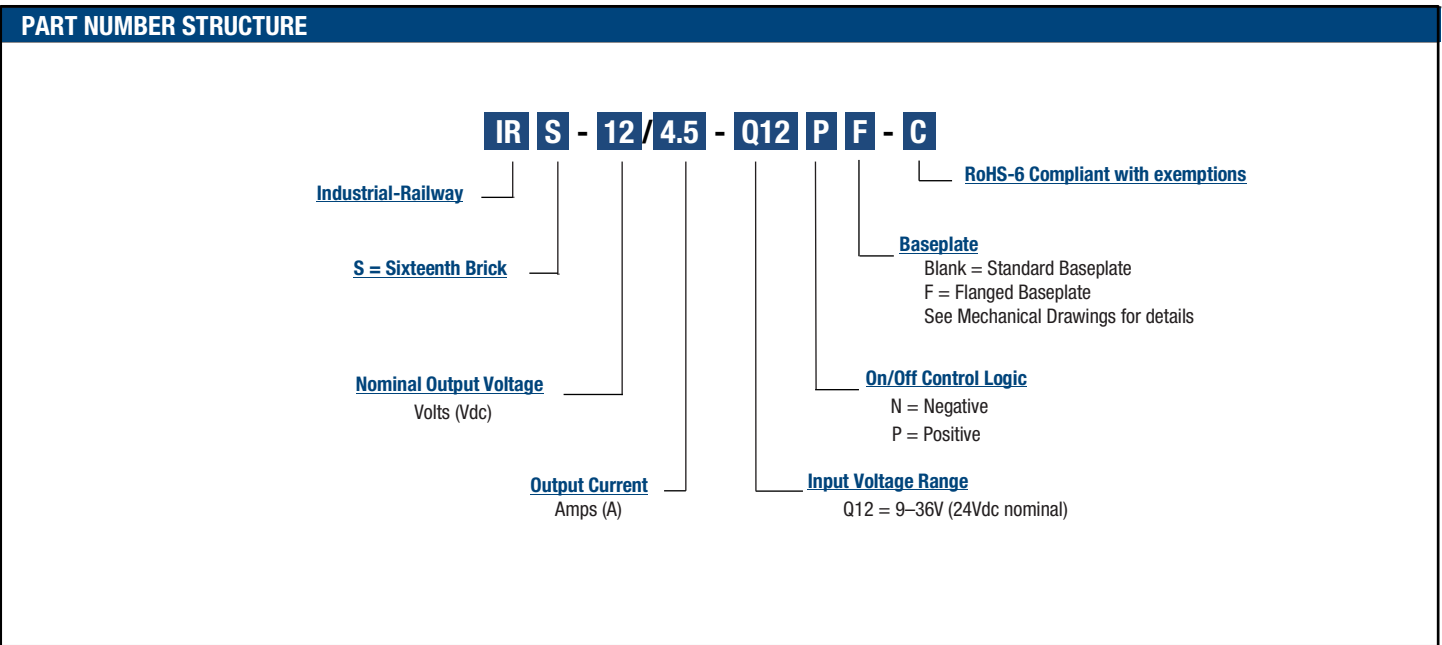 PART NUMBER STRUCTURE
IR S - 12 / 4.5 - Q12 P F - C
RoHS-6 Compliant with exemptions
Industrial-Railway
Baseplate
Blank = Standard Baseplate
F = Flanged Baseplate
See Mechanical Drawings for details
S = Sixteenth Brick
On/Off Control Logic
N = Negative
P = Positive
Nominal Output Voltage
Volts (Vdc)
Input Voltage Range
Q12 = 9–36V (24Vdc nominal)
Output Current
Amps (A)